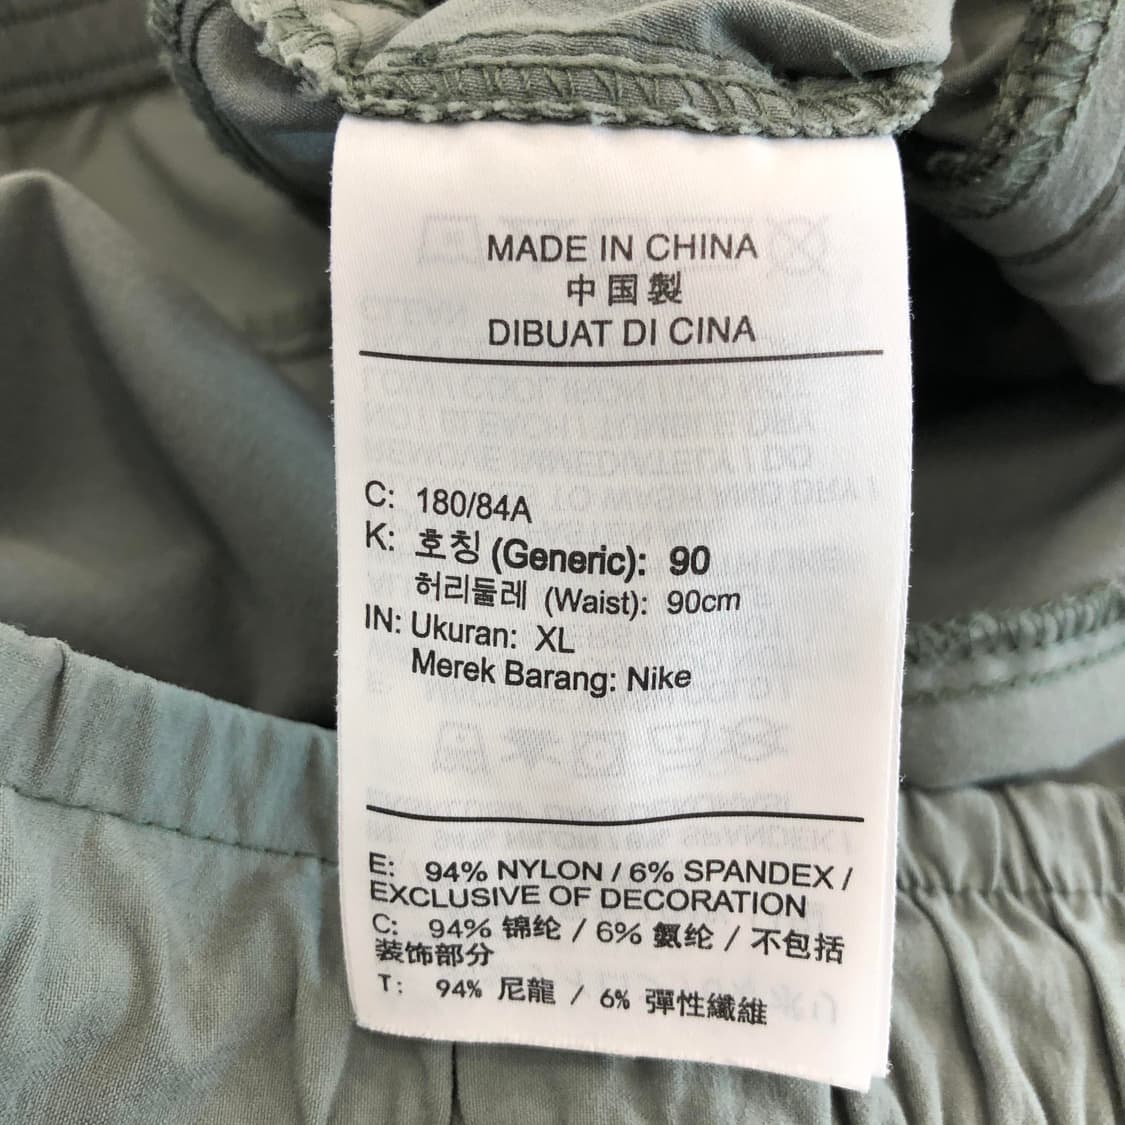 MADE IN CHINA
中国製
DIBUAT DI CINA
C: 180/84A
K: 호칭 (Generic): 90
허리둘레 (Waist): 90cm
IN: Ukuran: XL
Merek Barang: Nike
E: 94% NYLON / 6% SPANDEX /
EXCLUSIVE OF DECORATION
C: 94% 锦纶 / 6% 氨纶 / 不包括
装饰部分
T: 94% 尼龍 / 6% 彈性纖維